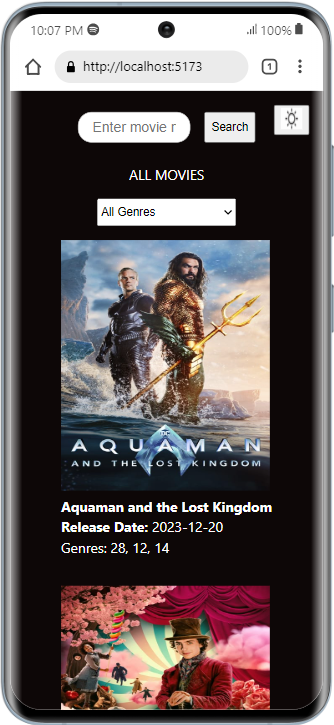 10:07 PM
100%
http://localhost:5173
1
Enter movie r
Search
ALL MOVIES
All Genres
DC
AQUAMAN
AND THE LOST KINGDOM
Aquaman and the Lost Kingdom
Release Date: 2023-12-20
Genres: 28, 12, 14